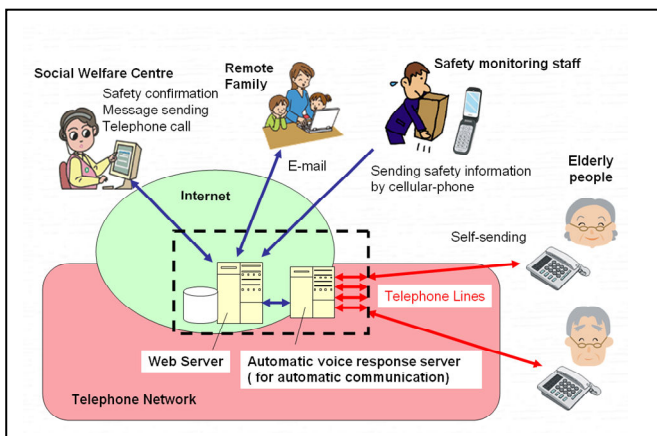 Social Welfare Centre
Safety confirmation
Message sending
Telephone call
Remote
Family
Safety monitoring staff
E-mail
Sending safety information
by cellular-phone
Elderly
people
Internet
Self-sending
Telephone Lines
Web Server
Automatic voice response server
( for automatic communication)
Telephone Network